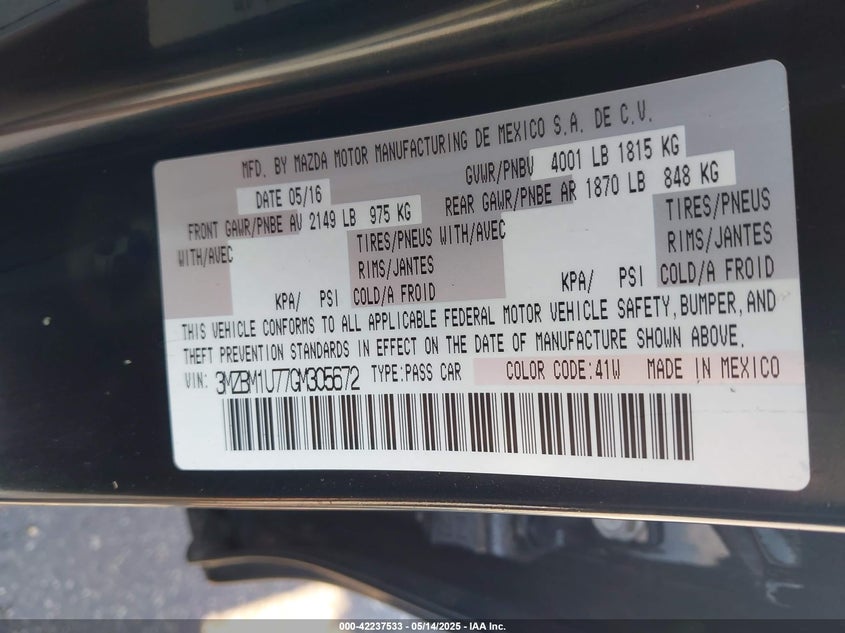 MFD. BY MAZDA MOTOR MANUFACTURING DE MEXICO S.A. DE C.V.
DATE 05/16 GVWR/PNBV 4001 LB 1815 KG
FRONT GAWR/PNBE AV 2149 LB 975 KG REAR GAWR/PNBE AR 1870 LB 848 KG
WITH/AVEC TIRES/PNEUS WITH/AVEC TIRES/PNEUS
RIMS/JANTES RIMS/JANTES
KPA/ PSI COLD/A FROID KPA/ PSI COLD/A FROID
THIS VEHICLE CONFORMS TO ALL APPLICABLE FEDERAL MOTOR VEHICLE SAFETY, BUMPER, AND
THEFT PREVENTION STANDARDS IN EFFECT ON THE DATE OF MANUFACTURE SHOWN ABOVE.
VIN: 3MZBM1U77GM305672 TYPE:PASS CAR COLOR CODE:41W MADE IN MEXICO
000-42237533 - 05/14/2025 - IAA Inc.